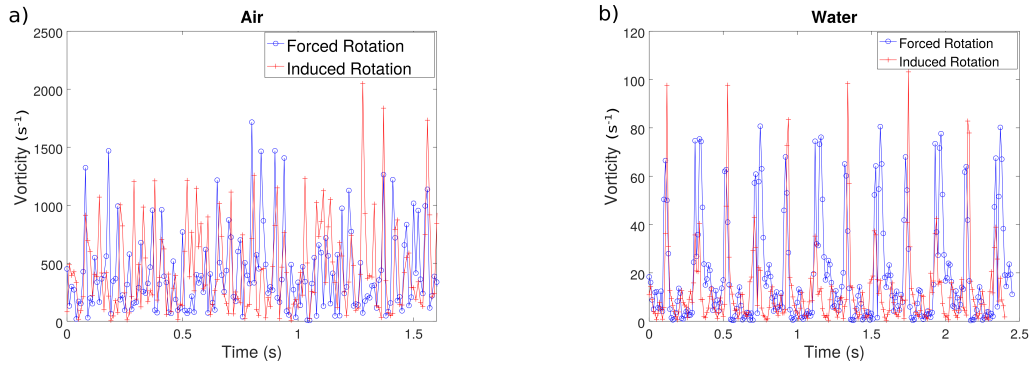 a)
Air
2500
2000
1500
1000
500
0
0
0.5
1
1.5
Vorticity (s⁻¹)
Time (s)
Forced Rotation
Induced Rotation
b)
Water
120
100
80
60
40
20
0
0
0.5
1
1.5
2
2.5
Vorticity (s⁻¹)
Time (s)
Forced Rotation
Induced Rotation